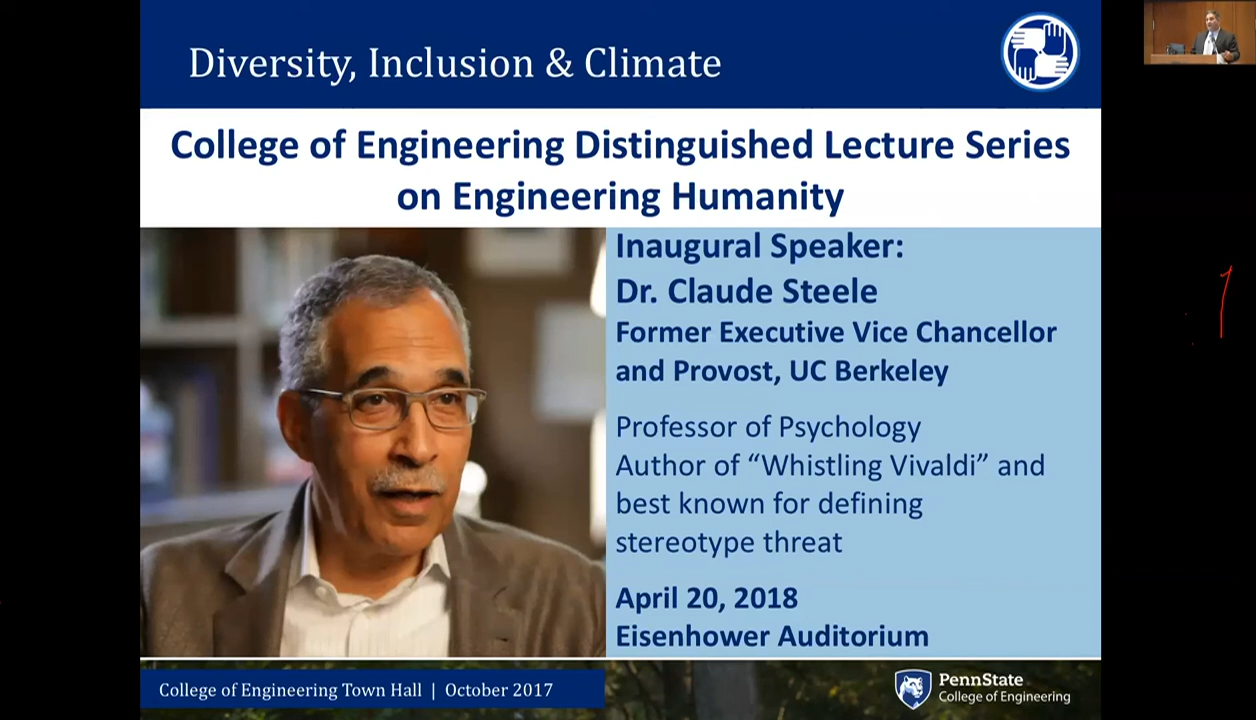 Diversity, Inclusion & Climate
College of Engineering Distinguished Lecture Series
on Engineering Humanity
Inaugural Speaker:
Dr. Claude Steele
Former Executive Vice Chancellor
and Provost, UC Berkeley
Professor of Psychology
Author of “Whistling Vivaldi” and
best known for defining
stereotype threat
April 20, 2018
Eisenhower Auditorium
College of Engineering Town Hall | October 2017
PennState
College of Engineering